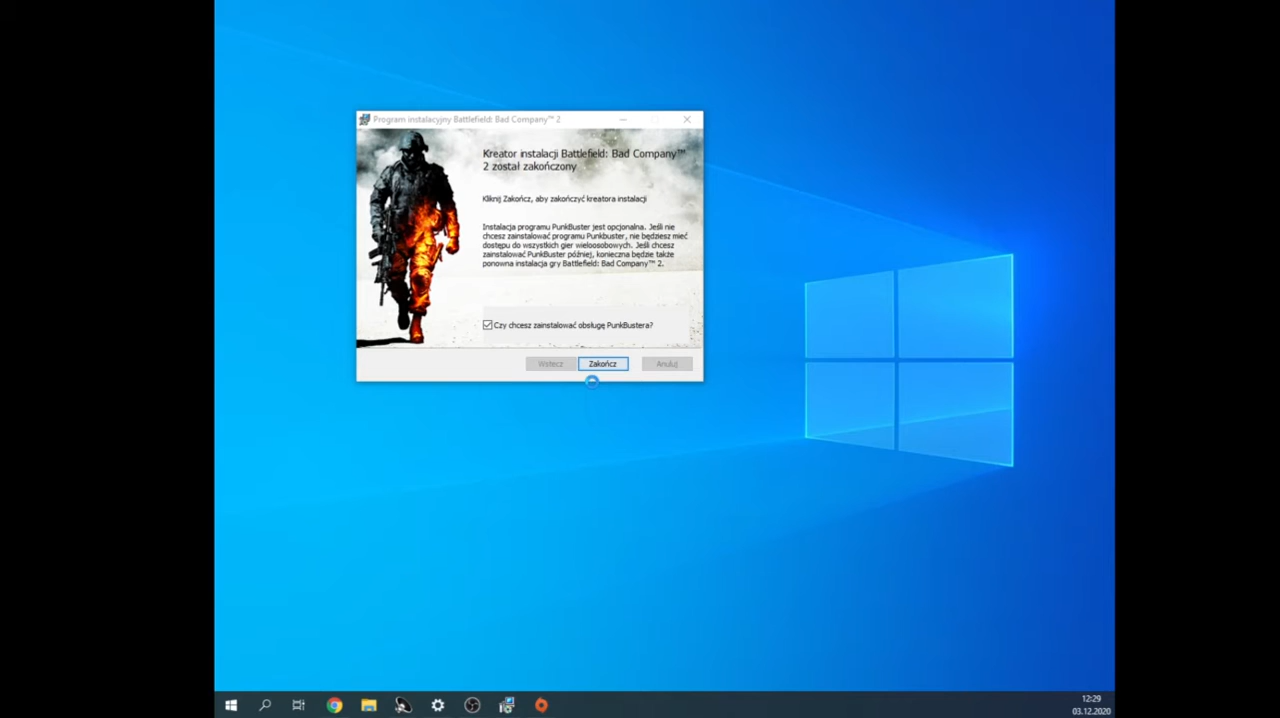 Program instalacyjny Battlefield: Bad Company™ 2
Kreator instalacji Battlefield: Bad Company™
2 został zakończony
Kliknij Zakończ, aby zakończyć kreatora instalacji
Instalacja programu PunkBuster jest opcjonalna. Jeśli nie
chcesz zainstalować programu Punkbuster, nie będziesz mieć
dostępu do wszystkich gier wieloosobowych. Jeśli chcesz
zainstalować PunkBuster później, konieczna będzie także
ponowna instalacja gry Battlefield: Bad Company™ 2.
Czy chcesz zainstalować obsługę PunkBustera?
Wstecz Zakończ Anuluj
12:29
03.12.2020